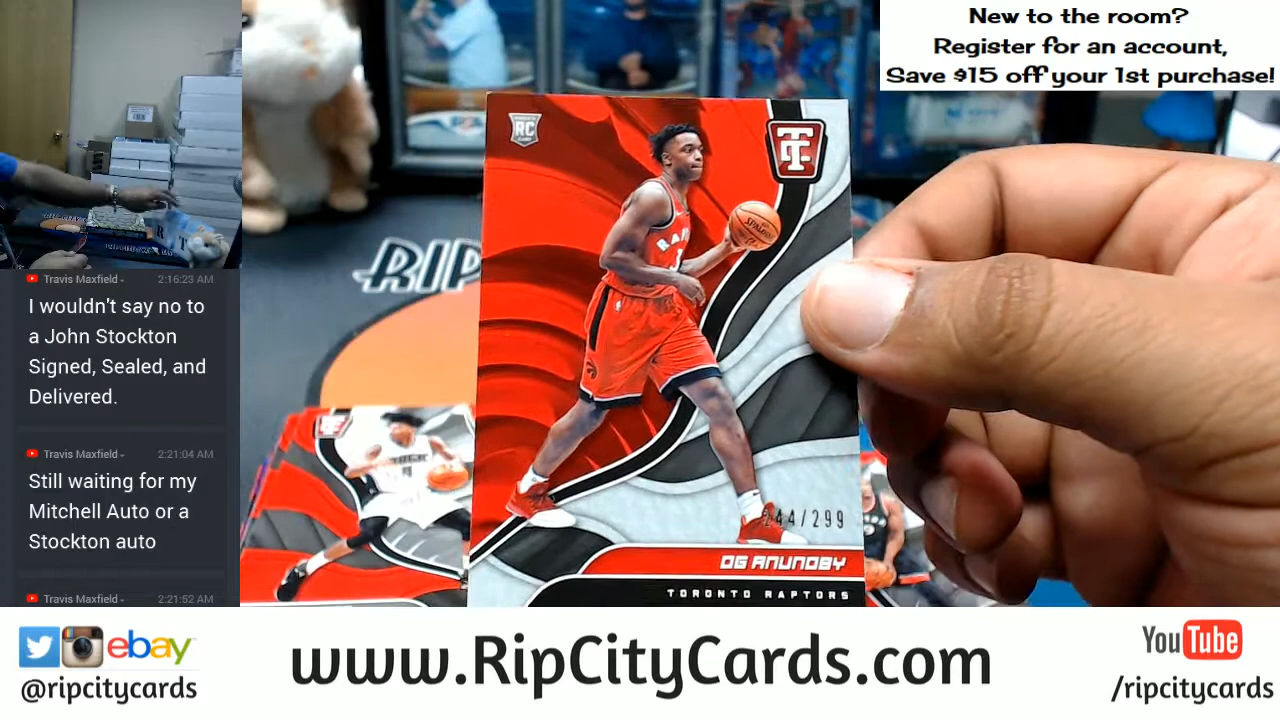 New to the room?
Register for an account,
Save $15 off your 1st purchase!
Travis Maxfield
2:16:23 AM
I wouldn't say no to
a John Stockton
Signed, Sealed, and
Delivered.
Travis Maxfield
2:21:04 AM
Still waiting for my
Mitchell Auto or a
Stockton auto
Travis Maxfield
2:21:52 AM
RIP
RC
SPALDING
244/299
OG ANUNOBY
TORONTO RAPTORS
ebay
@ripcitycards
www.RipCityCards.com
YouTube
/ripcitycards